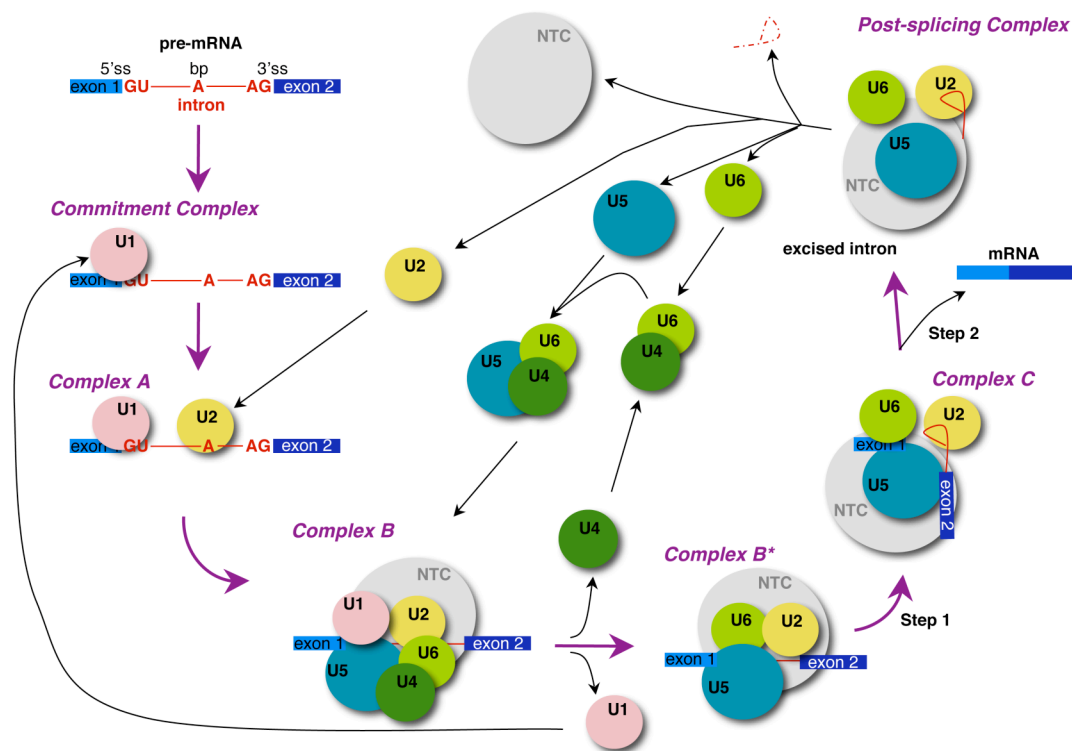 pre-mRNA
5'ss bp 3'ss
exon 1 GU A AG exon 2
intron
Commitment Complex
U1
exon 1 GU A AG exon 2
Complex A
U1 U2
exon 1 GU A AG exon 2
Complex B
NTC
U1 U2
exon 1 exon 2
U6
U5
U4
NTC
U5
U6
U2
U6
U5
U4
U6
U4
U4
U1
Complex B*
NTC
U6 U2
exon 1 exon 2
U5
Step 1
Complex C
U6 U2
exon 1
U5
NTC
exon 2
Step 2
mRNA
excised intron
Post-splicing Complex
U6 U2
U5
NTC